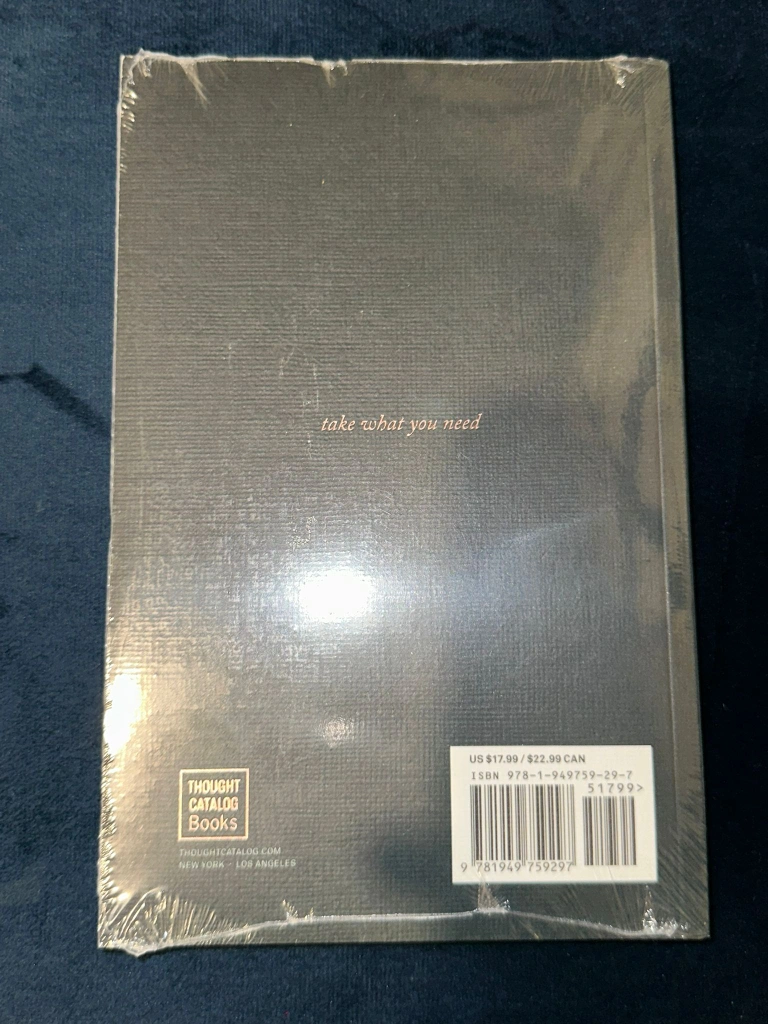 take what you need
THOUGHT
CATALOG
Books
THOUGHTCATALOG.COM
NEW YORK — LOS ANGELES
US $17.99 / $22.99 CAN
ISBN 978-1-949759-29-7
51799>
9 781949 759297